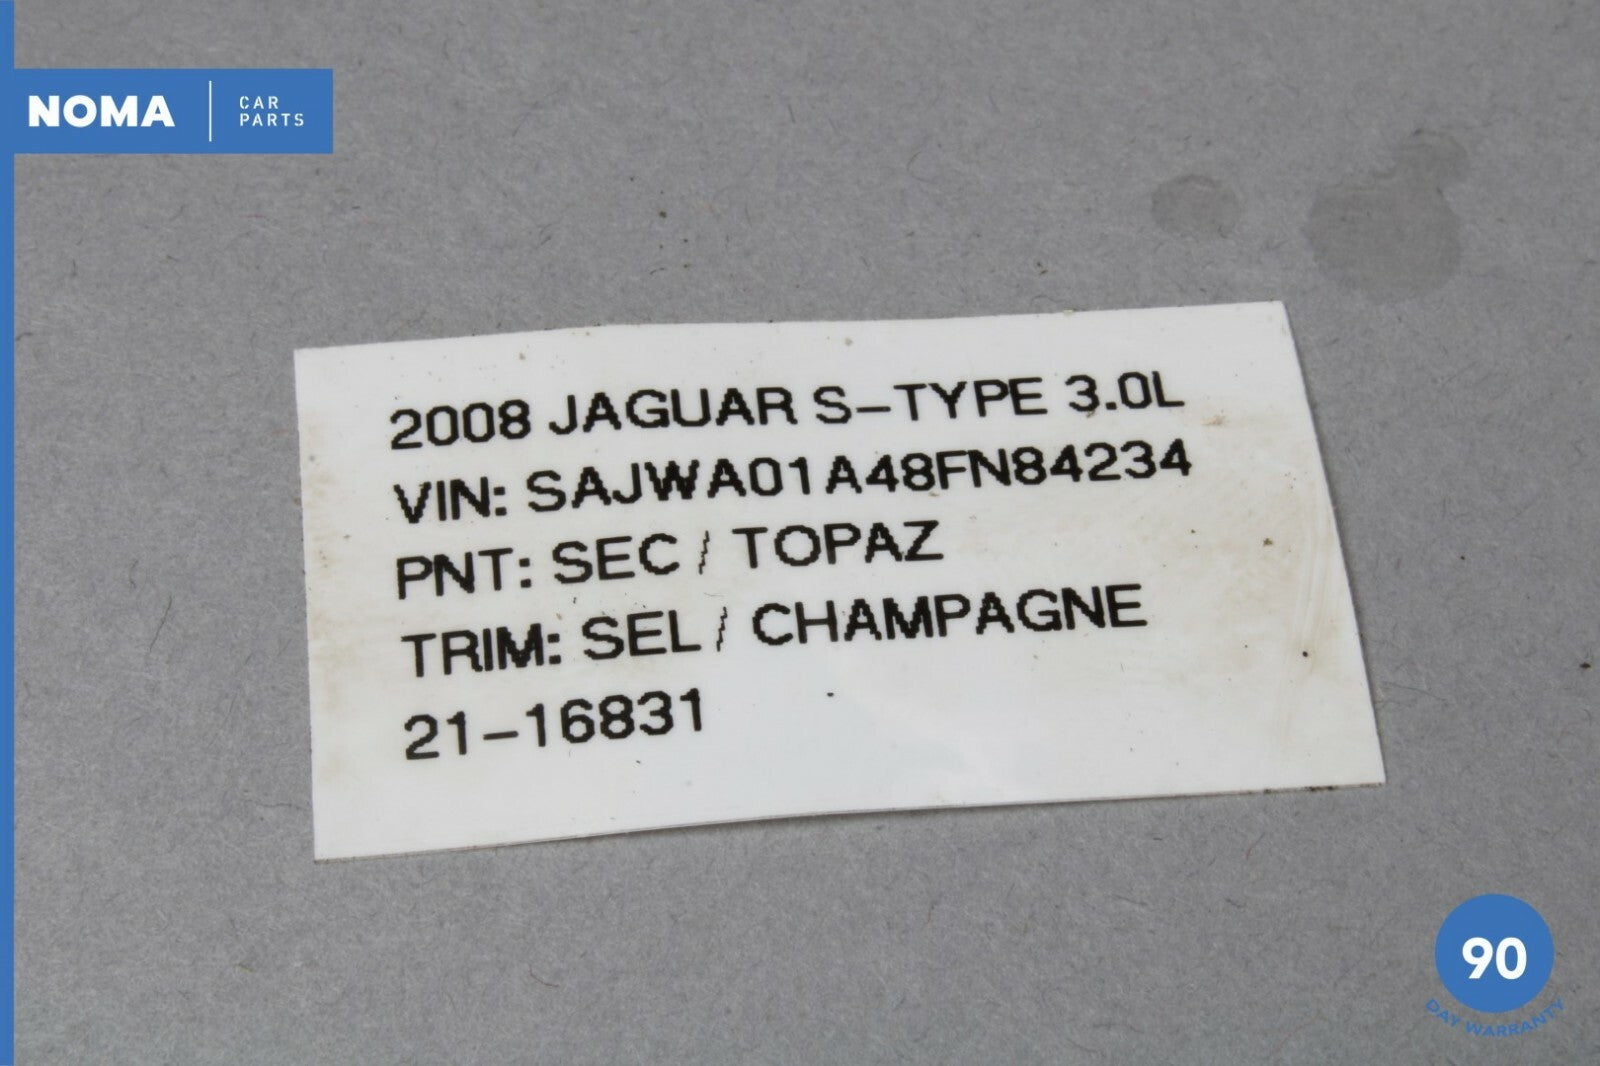 NOMA
CAR
PARTS
2008 JAGUAR S-TYPE 3.0L
VIN: SAJWA01A48FN84234
PNT: SEC / TOPAZ
TRIM: SEL / CHAMPAGNE
21-16831
90
DAY WARRANTY